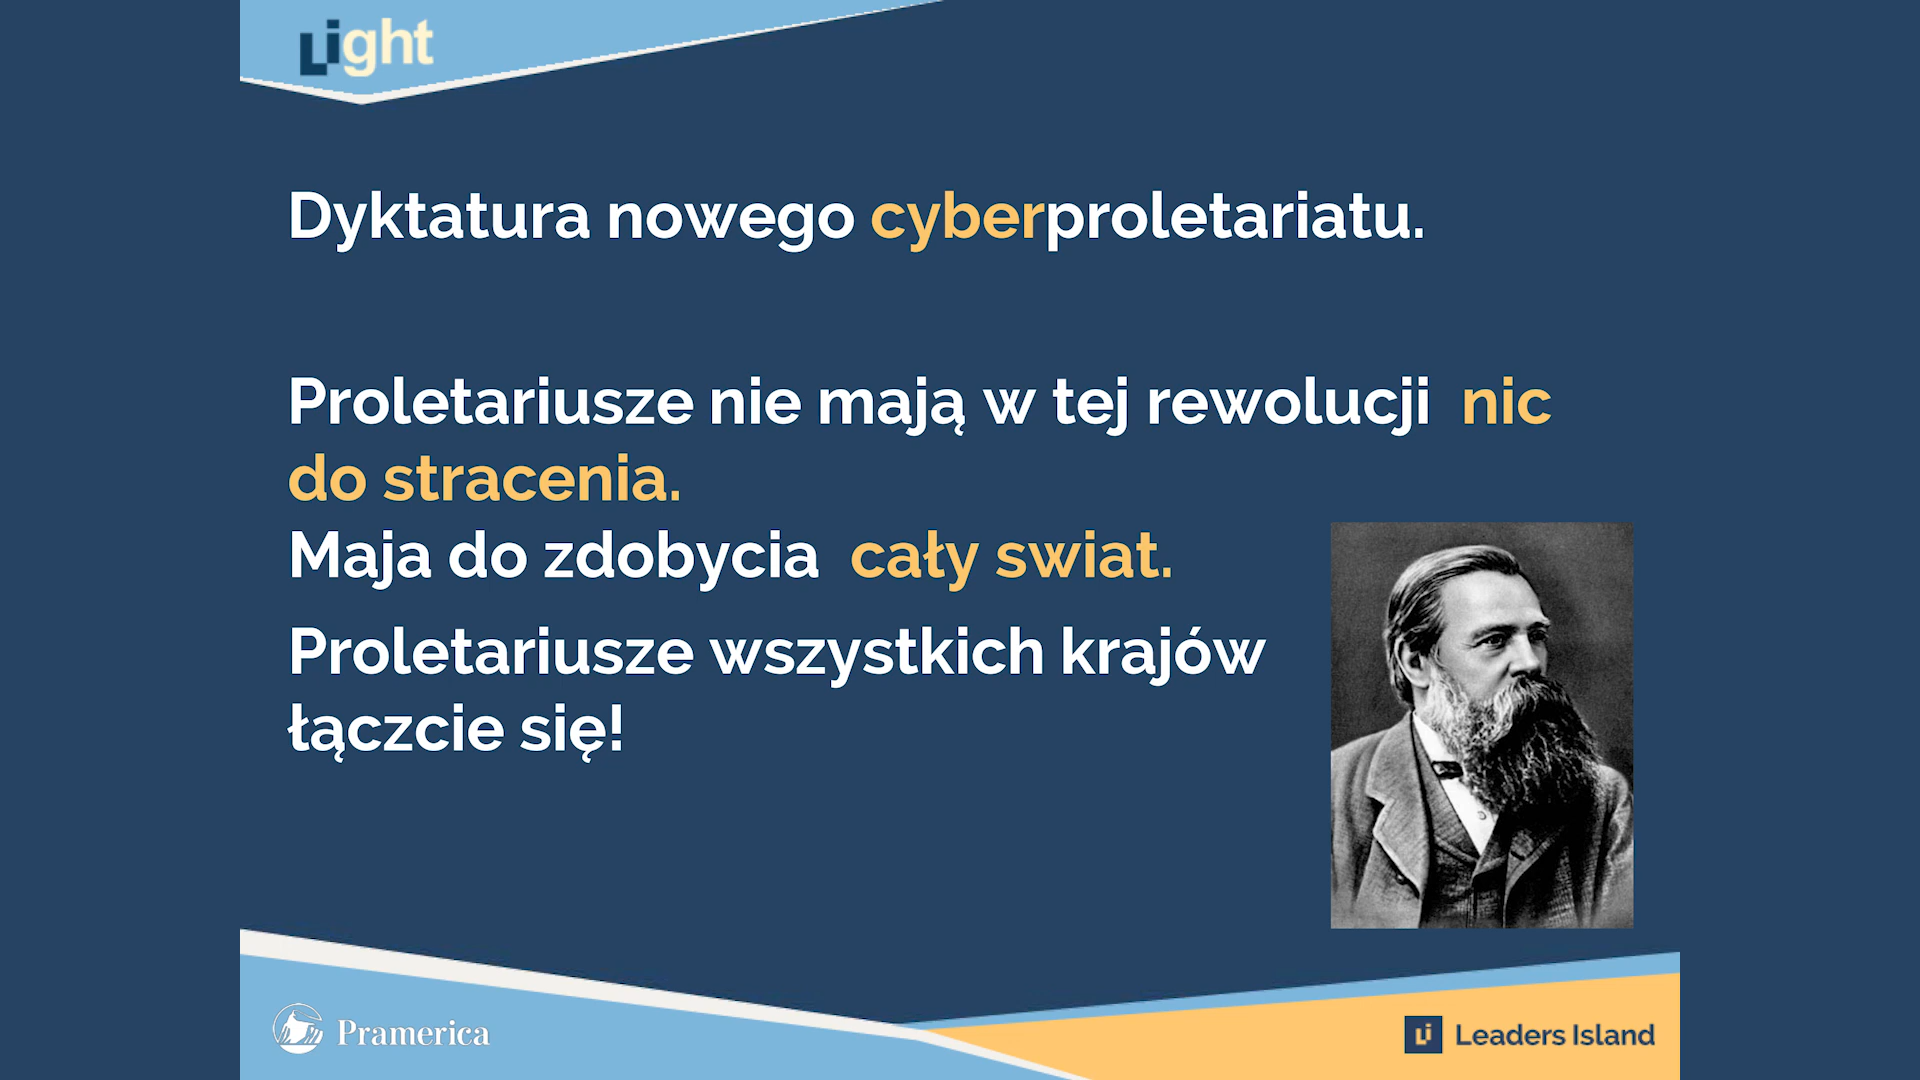 Light
Dyktatura nowego cyberproletariatu.
Proletariusze nie mają w tej rewolucji nic
do stracenia.
Maja do zdobycia cały swiat.
Proletariusze wszystkich krajów
łączcie się!
Pramerica
Li Leaders Island